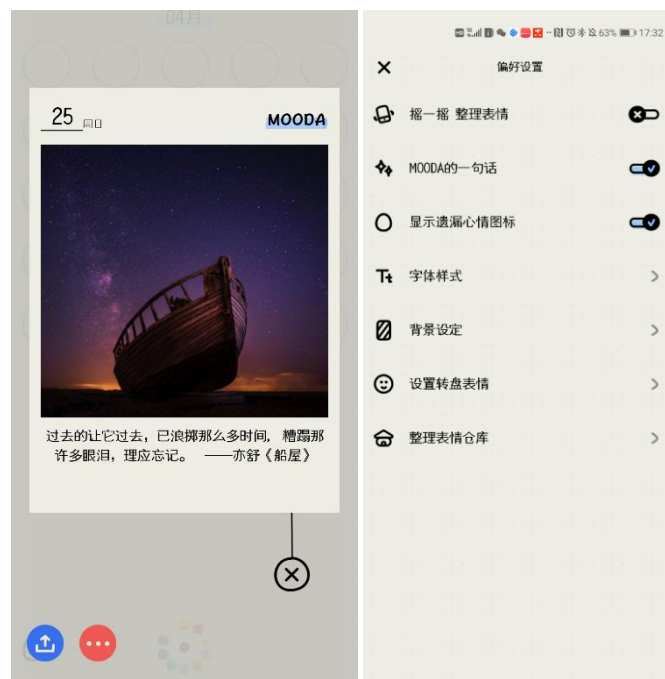 04月
25 周日
MOODA
过去的让它过去，已浪掷那么多时间，糟蹋那
许多眼泪，理应忘记。 ——亦舒《船屋》
63% 17:32
偏好设置
摇一摇 整理表情
MOODA的一句话
显示遗漏心情图标
字体样式
背景设定
设置转盘表情
整理表情仓库